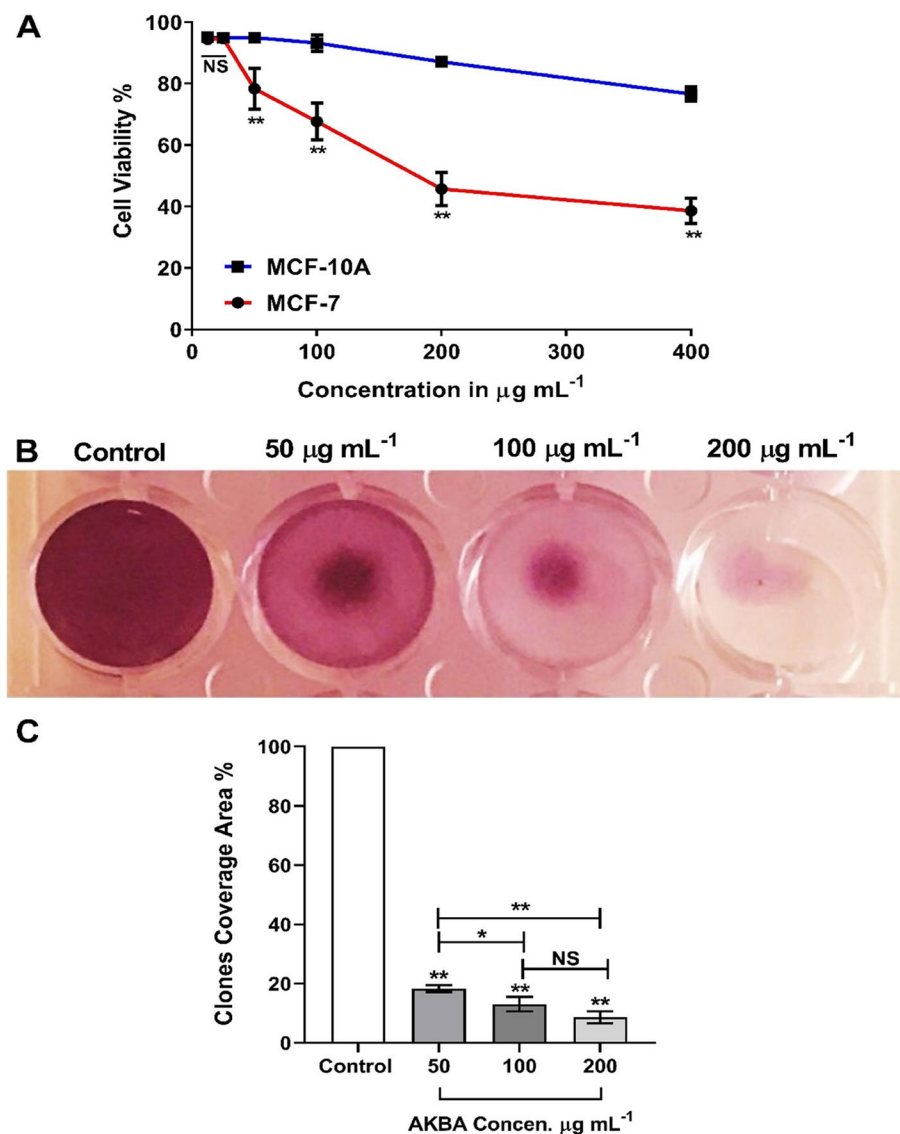 A
100
80
60
40
20
0
Cell Viability %
NS
**
**
**
**
MCF-10A
MCF-7
0
100
200
300
400
Concentration in μg mL⁻¹
B
Control
50 μg mL⁻¹
100 μg mL⁻¹
200 μg mL⁻¹
C
100
80
60
40
20
0
Clones Coverage Area %
**
*
NS
**
**
**
Control
50
100
200
AKBA Concen. μg mL⁻¹